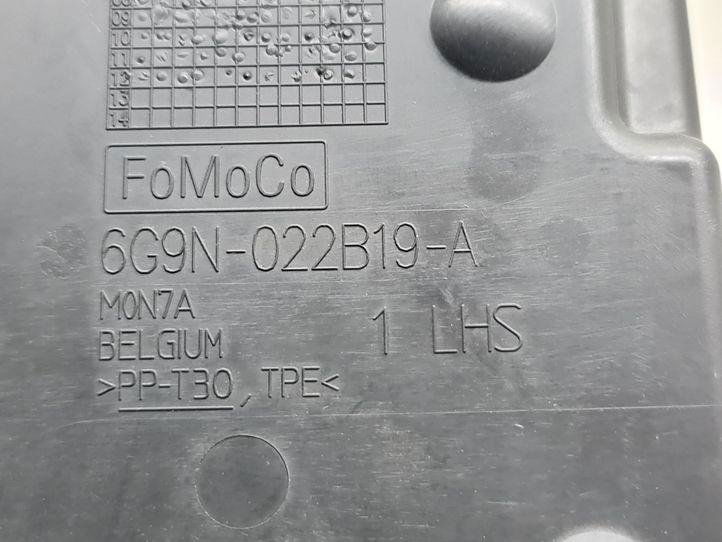 09
10
11
12
13
14
FoMoCo
6G9N-022B19-A
M0N7A
BELGIUM
1 LHS
>PP-T30, TPE<